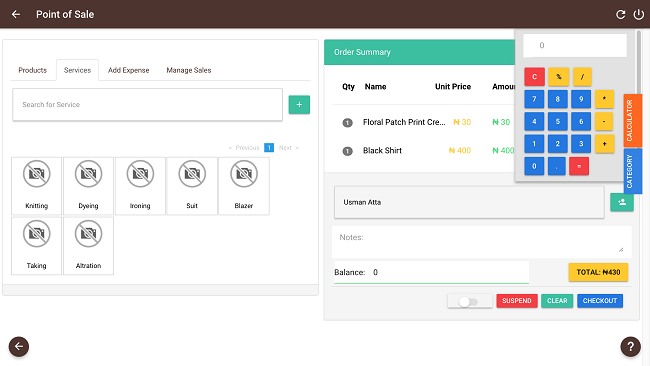 Point of Sale
Products Services Add Expense Manage Sales
Search for Service
+
« Previous 1 Next »
Knitting Dyeing Ironing Suit Blazer
Taking Altration
Order Summary
Qty Name Unit Price Amou
1 Floral Patch Print Cre... ₦ 30 ₦ 30
1 Black Shirt ₦ 400 ₦ 400
Usman Atta
Notes:
Balance: 0
TOTAL: ₦430
SUSPEND CLEAR CHECKOUT
0
C % /
7 8 9 *
4 5 6 -
1 2 3 +
0 . =
CALCULATOR
CATEGORY
?